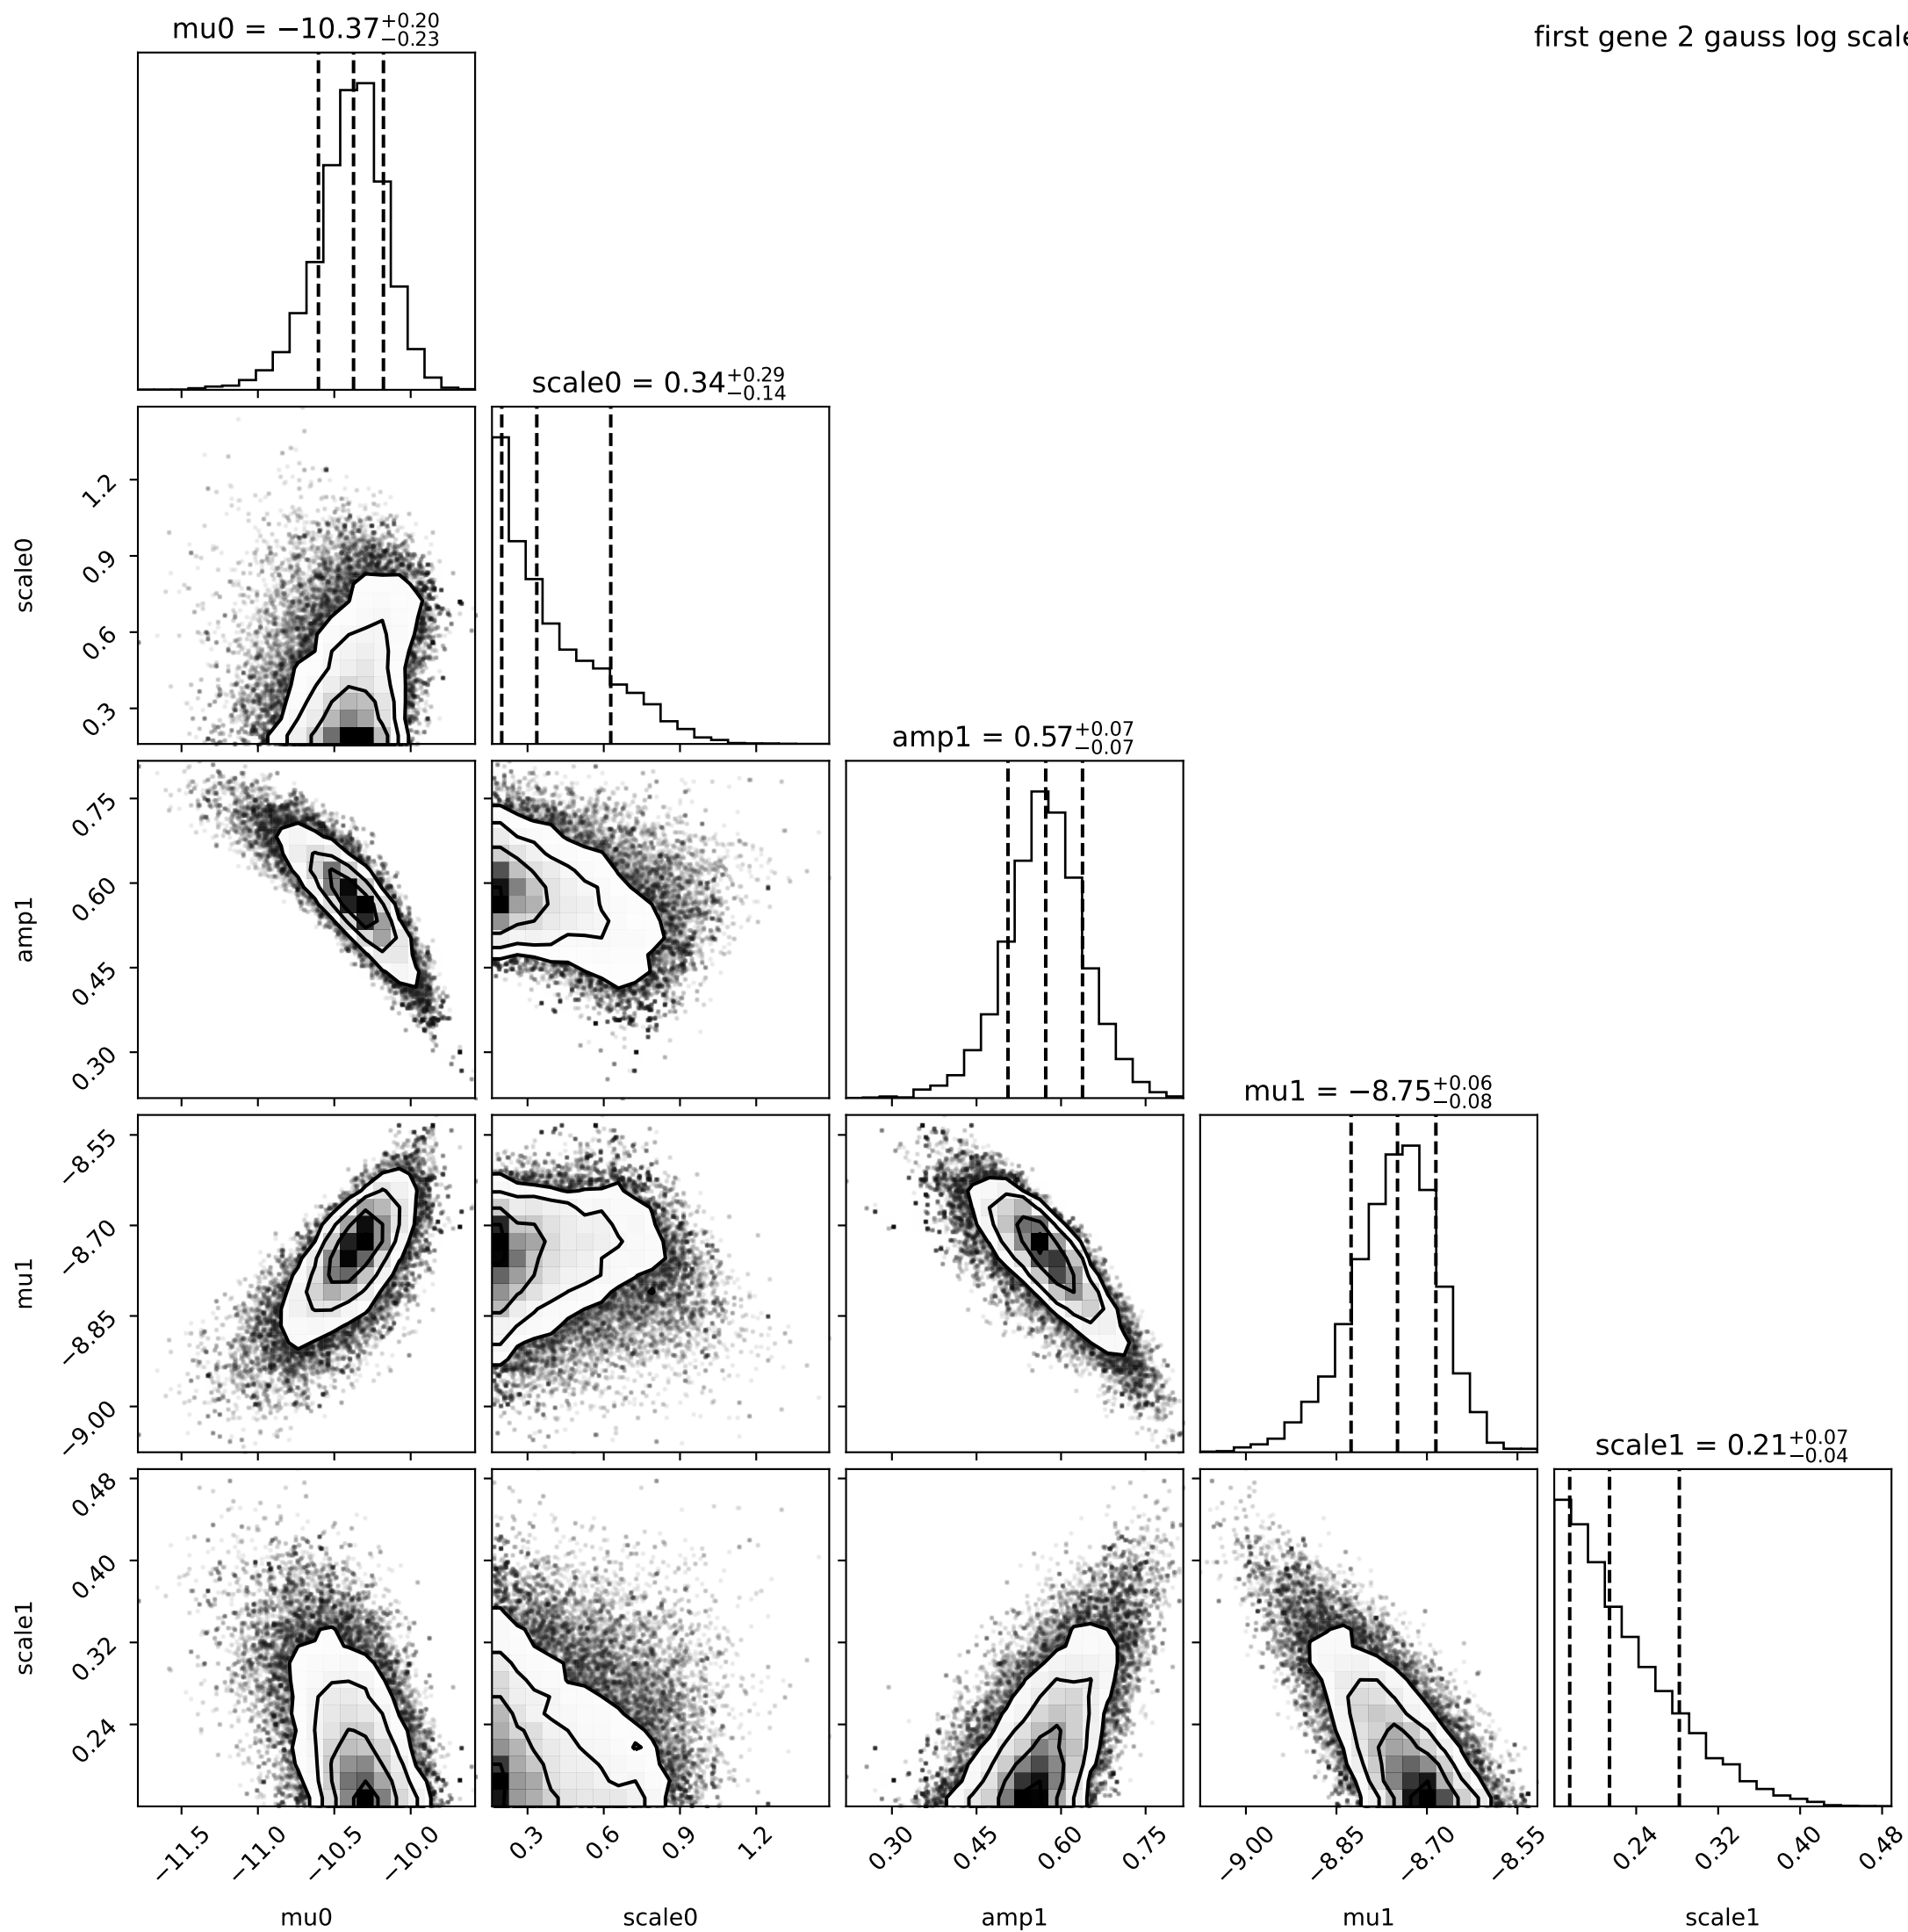 first gene 2 gauss log scale
mu0 = −10.37 +0.20 −0.23
scale0 = 0.34 +0.29 −0.14
scale0
1.2
0.9
0.6
0.3
amp1 = 0.57 +0.07 −0.07
amp1
0.75
0.60
0.45
0.30
mu1 = −8.75 +0.06 −0.08
mu1
−8.55
−8.70
−8.85
−9.00
scale1 = 0.21 +0.07 −0.04
scale1
0.48
0.40
0.32
0.24
−11.5 −11.0 −10.5 −10.0 0.3 0.6 0.9 1.2 0.30 0.45 0.60 0.75 −9.00 −8.85 −8.70 −8.55 0.24 0.32 0.40 0.48
mu0 scale0 amp1 mu1 scale1